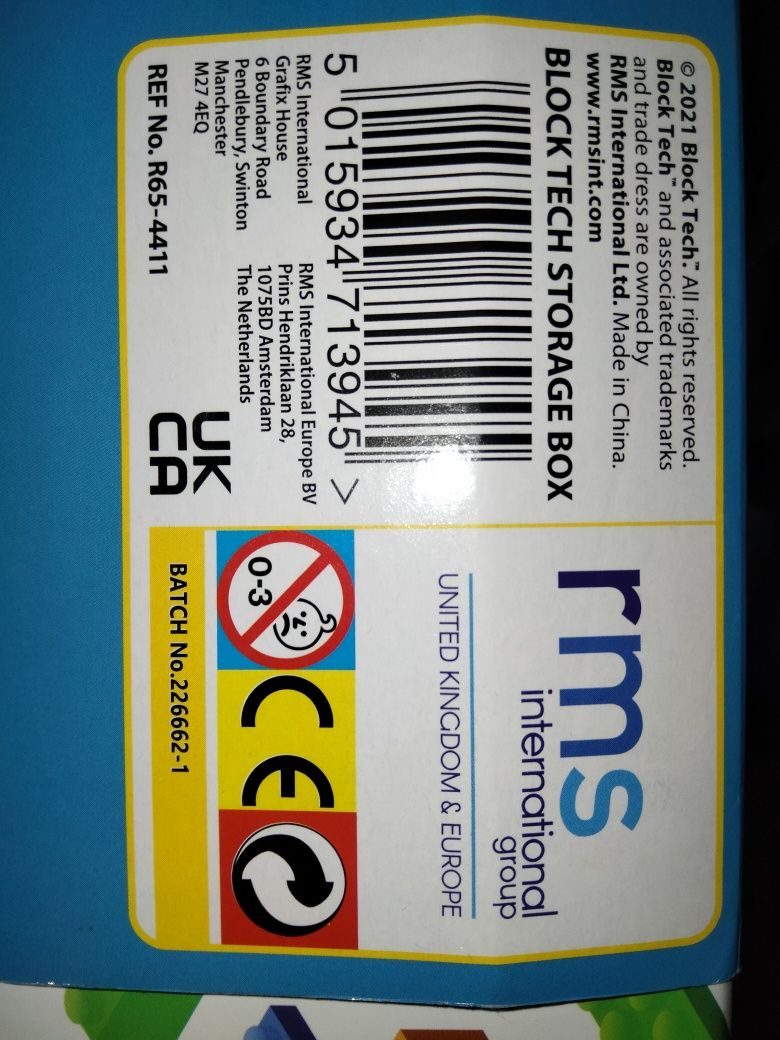 © 2021 Block Tech™. All rights reserved.
Block Tech™ and associated trademarks
and trade dress are owned by
RMS International Ltd. Made in China.
www.rmsint.com
BLOCK TECH STORAGE BOX
5 015934 713945 >
RMS International
Grafix House
6 Boundary Road
Pendlebury, Swinton
Manchester
M27 4EQ
RMS International Europe BV
Prins Hendriklaan 28,
1075BD Amsterdam
The Netherlands
REF No. R65-4411
UK
CA
rms
international
group
UNITED KINGDOM & EUROPE
0-3
CE
BATCH No.226662-1